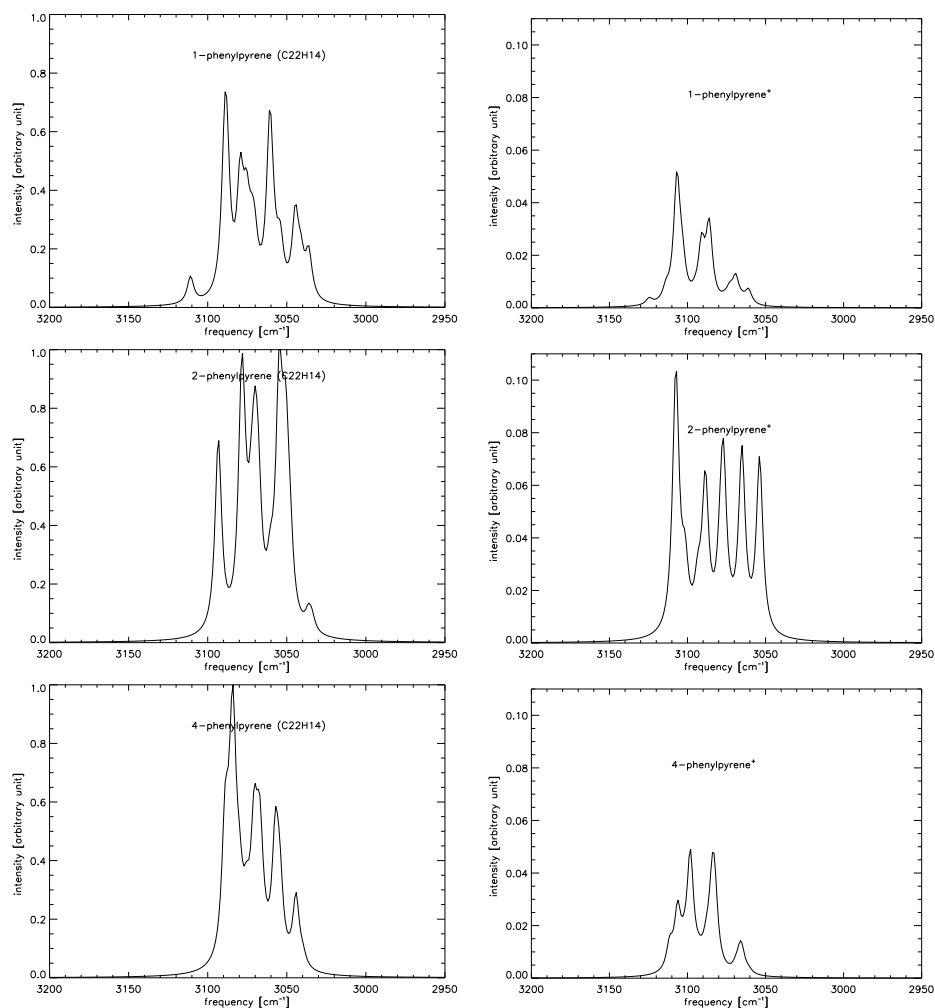 1.0
1-phenylpyrene (C22H14)
0.8
0.6
0.4
0.2
0.0
intensity [arbitrary unit]
3200 3150 3100 3050 3000 2950
frequency [cm⁻¹]
0.10
1-phenylpyrene⁺
0.08
0.06
0.04
0.02
0.00
intensity [arbitrary unit]
3200 3150 3100 3050 3000 2950
frequency [cm⁻¹]
1.0
2-phenylpyrene (C22H14)
0.8
0.6
0.4
0.2
0.0
intensity [arbitrary unit]
3200 3150 3100 3050 3000 2950
frequency [cm⁻¹]
0.10
2-phenylpyrene⁺
0.08
0.06
0.04
0.02
0.00
intensity [arbitrary unit]
3200 3150 3100 3050 3000 2950
frequency [cm⁻¹]
1.0
4-phenylpyrene (C22H14)
0.8
0.6
0.4
0.2
0.0
intensity [arbitrary unit]
3200 3150 3100 3050 3000 2950
frequency [cm⁻¹]
0.10
4-phenylpyrene⁺
0.08
0.06
0.04
0.02
0.00
intensity [arbitrary unit]
3200 3150 3100 3050 3000 2950
frequency [cm⁻¹]